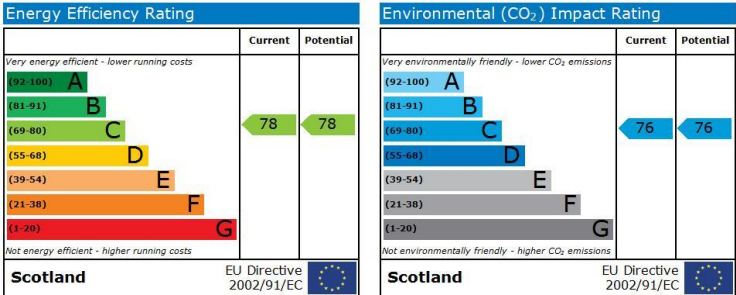 Energy Efficiency Rating
Current Potential
Very energy efficient - lower running costs
(92-100) A
(81-91) B
(69-80) C
78 78
(55-68) D
(39-54) E
(21-38) F
(1-20) G
Not energy efficient - higher running costs
Scotland
EU Directive
2002/91/EC
Environmental (CO₂) Impact Rating
Current Potential
Very environmentally friendly - lower CO₂ emissions
(92-100) A
(81-91) B
(69-80) C
76 76
(55-68) D
(39-54) E
(21-38) F
(1-20) G
Not environmentally friendly - higher CO₂ emissions
Scotland
EU Directive
2002/91/EC